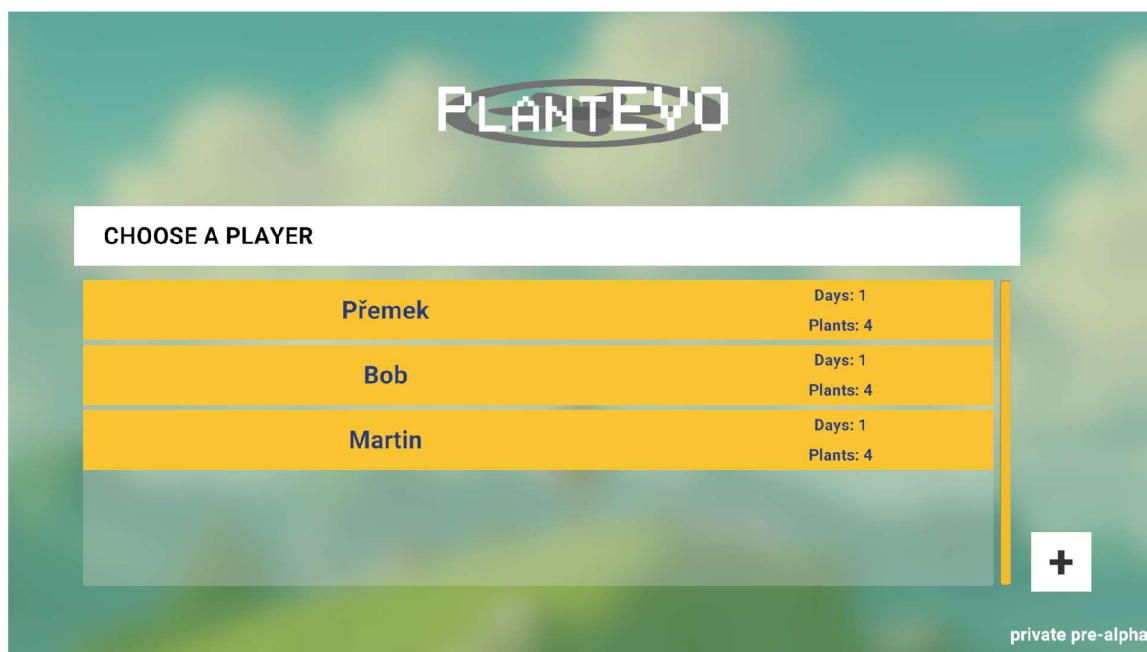 PLANTEVO
CHOOSE A PLAYER
Přemek
Days: 1
Plants: 4
Bob
Days: 1
Plants: 4
Martin
Days: 1
Plants: 4
+
private pre-alpha